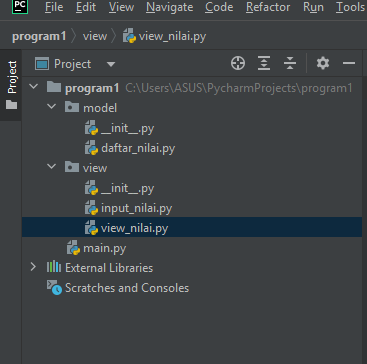 PC File Edit View Navigate Code Refactor Run Tools
program1 > view > view_nilai.py
Project
Project
program1 C:\Users\ASUS\PycharmProjects\program1
model
__init__.py
daftar_nilai.py
view
__init__.py
input_nilai.py
view_nilai.py
main.py
External Libraries
Scratches and Consoles